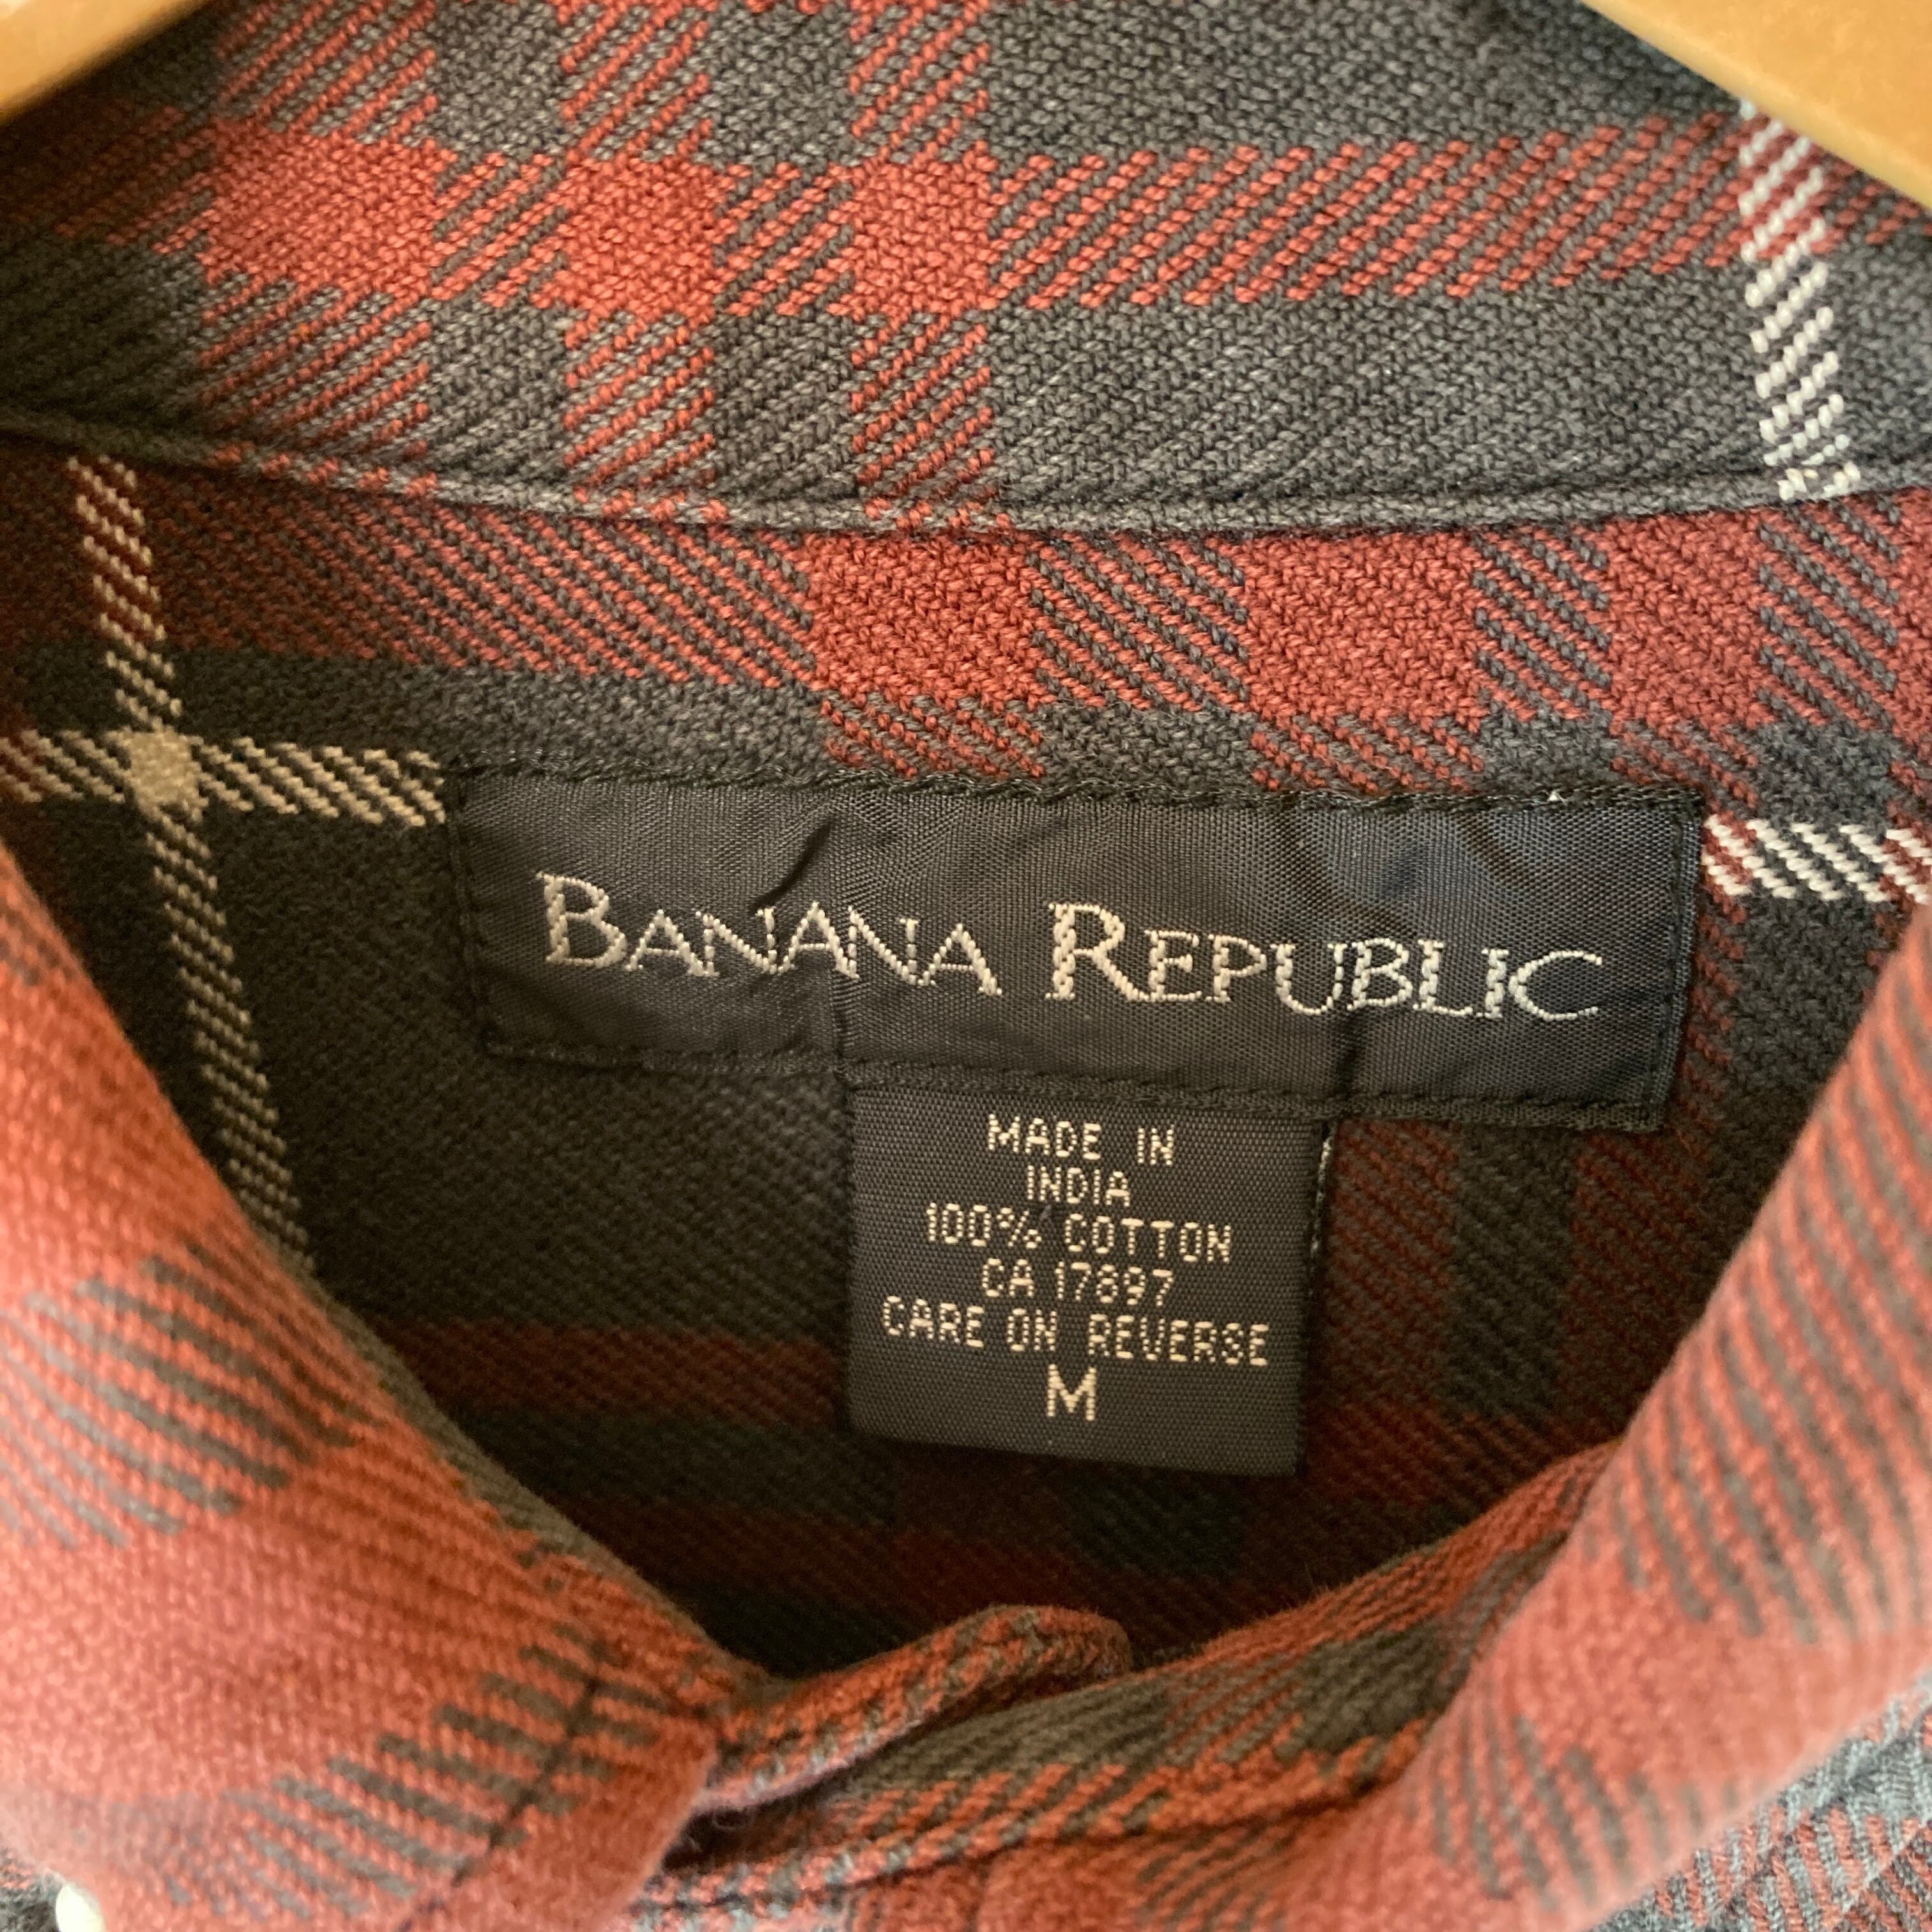 BANANA REPUBLIC
MADE IN
INDIA
100% COTTON
CA 17897
CARE ON REVERSE
M